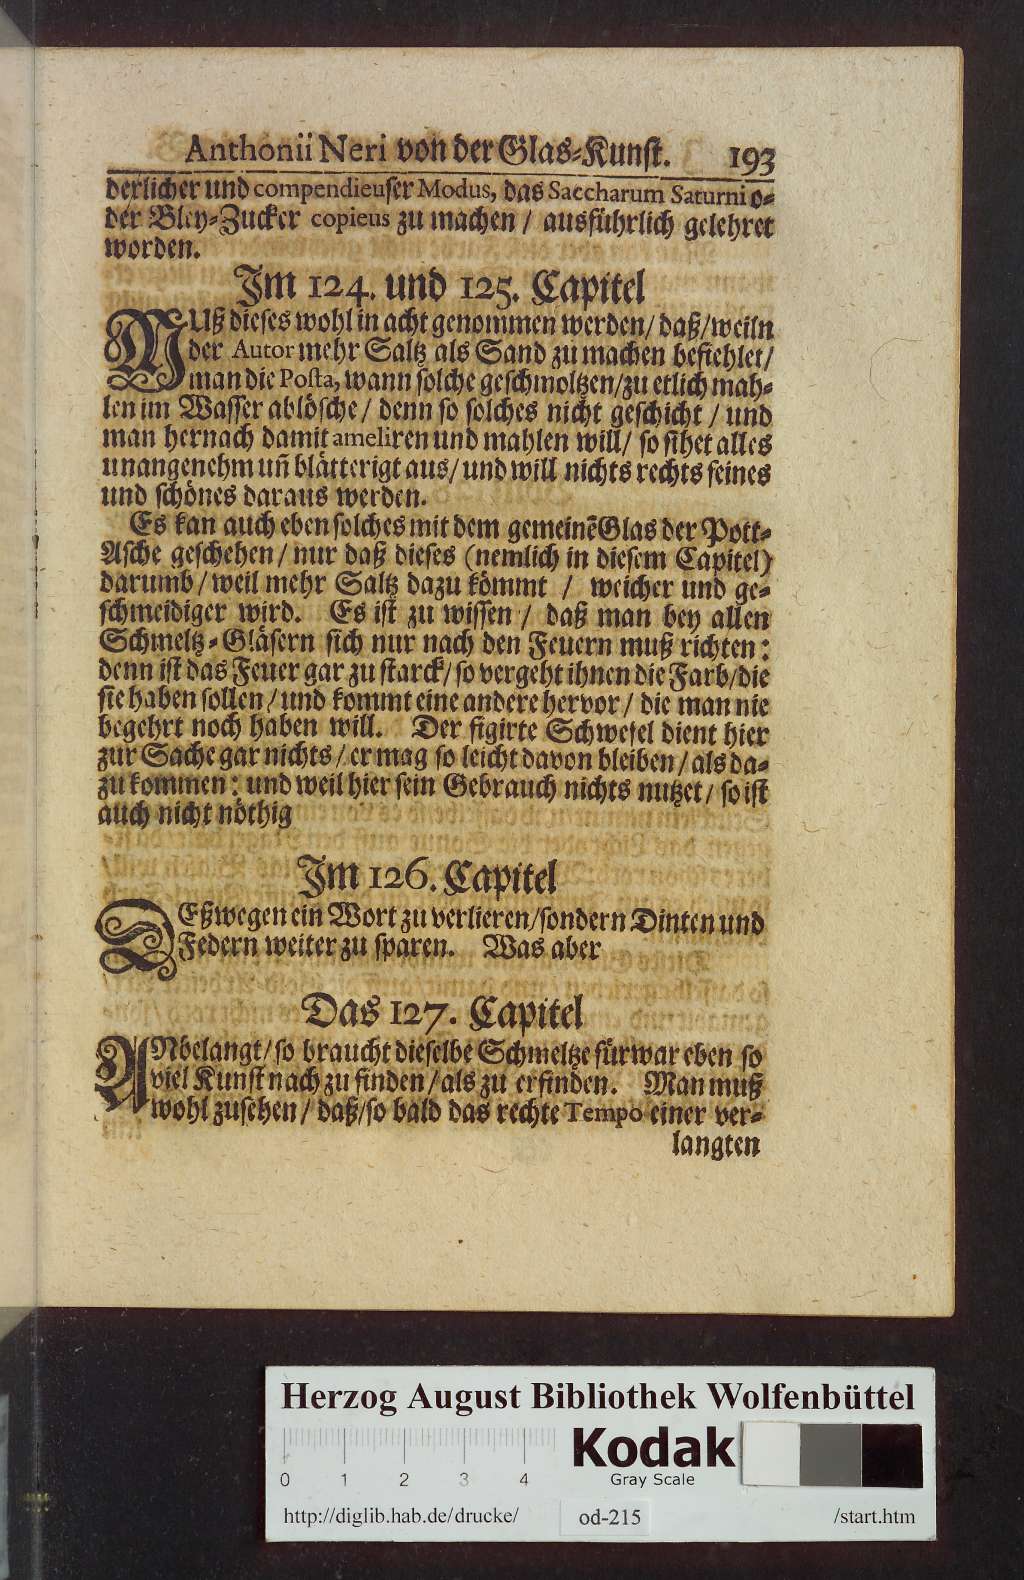 Anthonii Neri von der Glas-Kunst. 193
derlicher und compendieuser Modus, das Saccharum Saturni o-
der Bley-Zucker copieus zu machen / ausführlich gelehret
worden.
Im 124. und 125. Capitel
MUß dieses wohl in acht genommen werden / daß / weiln
der Autor mehr Saltz als Sand zu machen befiehlet /
man die Posta, wann solche geschmoltzen / zu etlich mah-
len im Wasser ablösche / denn so solches nicht geschicht / und
man hernach damit ameliren und mahlen will / so sihet alles
unangenehm uñ blätterigt aus / und will nichts rechts feines
und schönes daraus werden.
Es kan auch eben solches mit dem gemeinẽ Glas der Pott-
Asche geschehen / nur daß dieses (nemlich in diesem Capitel)
darumb / weil mehr Saltz dazu kömmt / weicher und ge-
schmeidiger wird. Es ist zu wissen / daß man bey allen
Schmeltz-Gläsern sich nur nach den Feuern muß richten:
denn ist das Feuer gar zu starck / so vergeht ihnen die Farb / die
sie haben sollen / und kommt eine andere hervor / die man nie
begehrt noch haben will. Der figirte Schwefel dient hier
zur Sache gar nichts / er mag so leicht davon bleiben / als da-
zu kommen: und weil hier sein Gebrauch nichts nutzet / so ist
auch nicht nöthig
Im 126. Capitel
DEßwegen ein Wort zu verlieren / sondern Dinten und
Federn weiter zu sparen. Was aber
Das 127. Capitel
ANbelangt / so braucht dieselbe Schmeltze fürwar eben so
viel Kunst nach zu finden / als zu erfinden. Man muß
wohl zusehen / daß / so bald das rechte Tempo einer ver-
langten
Herzog August Bibliothek Wolfenbüttel
Kodak
Gray Scale
0 1 2 3 4
http://diglib.hab.de/drucke/ od-215 /start.htm